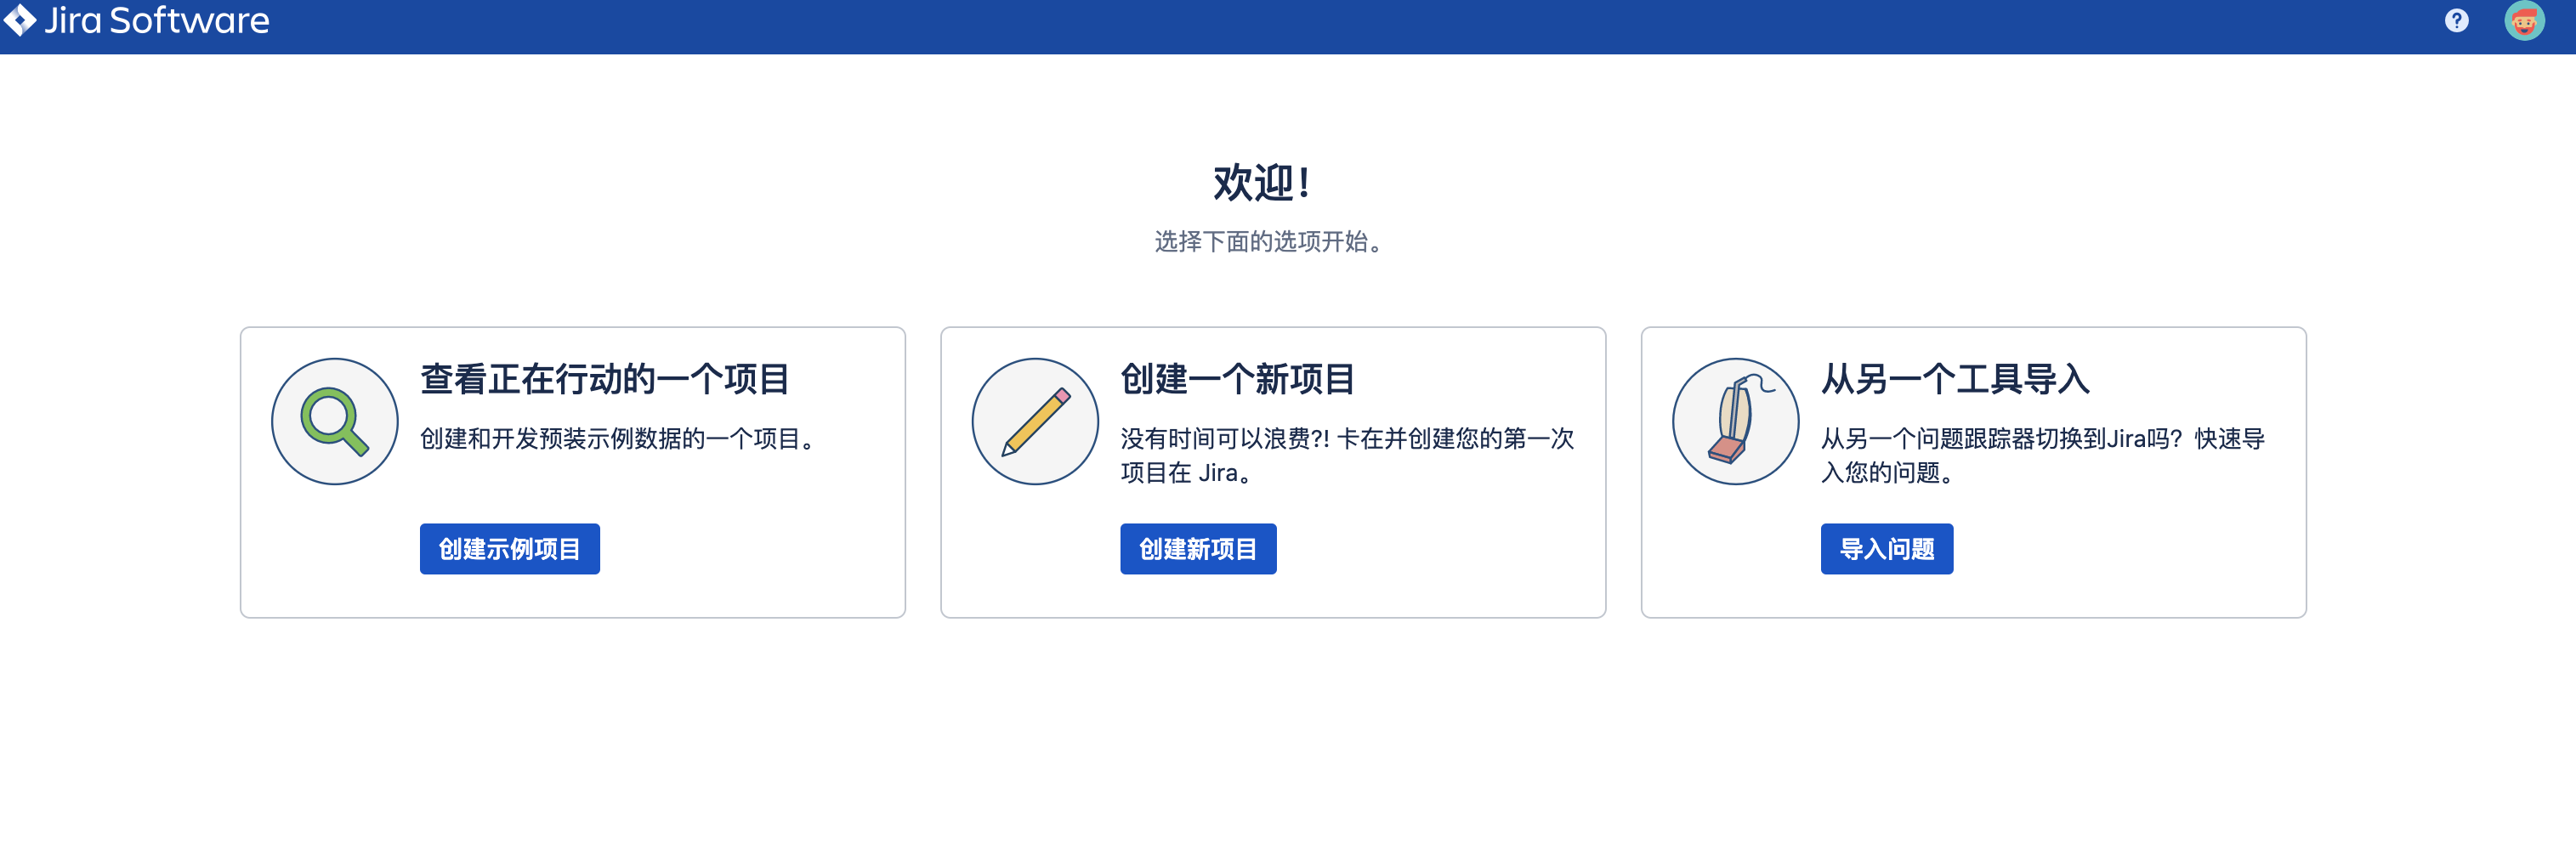 Jira Software
?
欢迎！
选择下面的选项开始。
查看正在行动的一个项目
创建和开发预装示例数据的一个项目。
创建示例项目
创建一个新项目
没有时间可以浪费?! 卡在并创建您的第一次
项目在 Jira。
创建新项目
从另一个工具导入
从另一个问题跟踪器切换到Jira吗？快速导
入您的问题。
导入问题